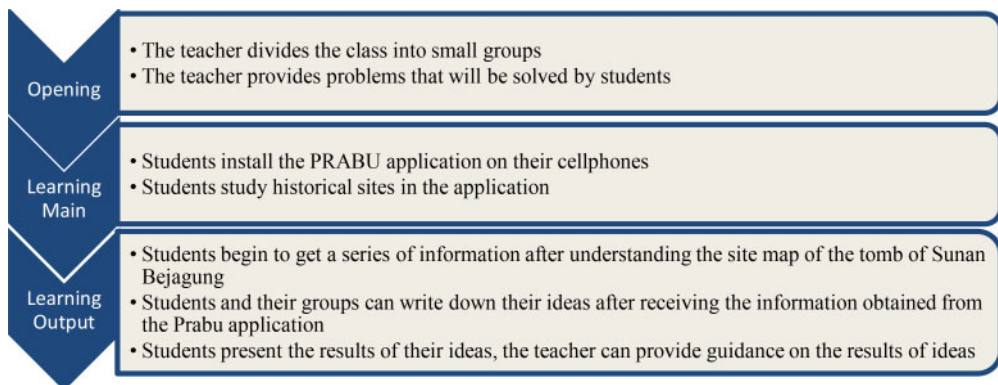 Opening
• The teacher divides the class into small groups
• The teacher provides problems that will be solved by students
Learning
Main
• Students install the PRABU application on their cellphones
• Students study historical sites in the application
Learning
Output
• Students begin to get a series of information after understanding the site map of the tomb of Sunan
Bejagung
• Students and their groups can write down their ideas after receiving the information obtained from
the Prabu application
• Students present the results of their ideas, the teacher can provide guidance on the results of ideas